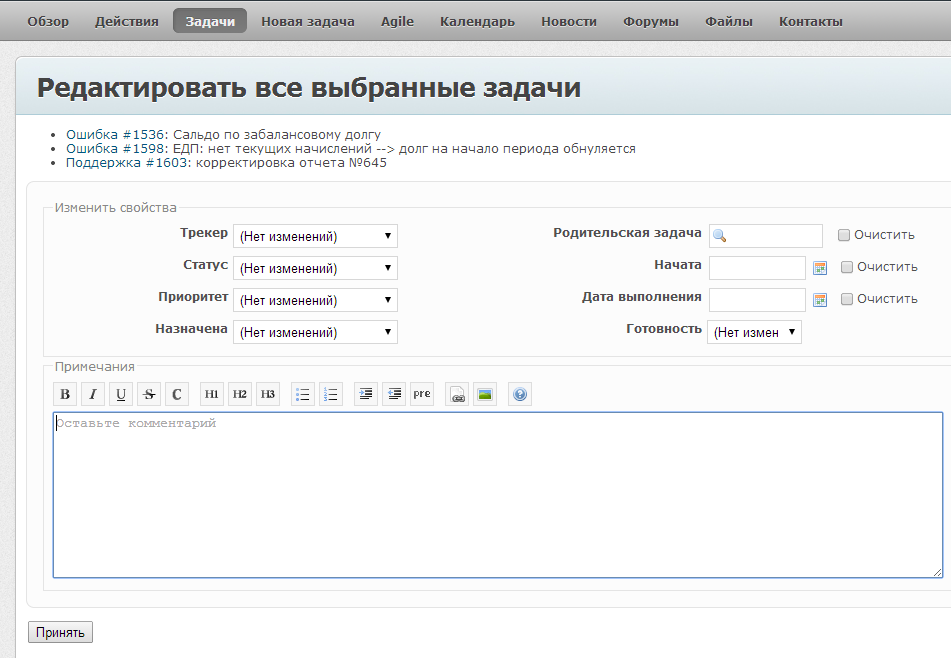 Обзор Действия Задачи Новая задача Agile Календарь Новости Форумы Файлы Контакты
Редактировать все выбранные задачи
Ошибка #1536: Сальдо по забалансовому долгу
Ошибка #1598: ЕДП: нет текущих начислений --> долг на начало периода обнуляется
Поддержка #1603: корректировка отчета №645
Изменить свойства
Трекер (Нет изменений) Родительская задача Очистить
Статус (Нет изменений) Начата Очистить
Приоритет (Нет изменений) Дата выполнения Очистить
Назначена (Нет изменений) Готовность (Нет измен
Примечания
B I U S C H1 H2 H3 pre
Оставьте комментарий
Принять